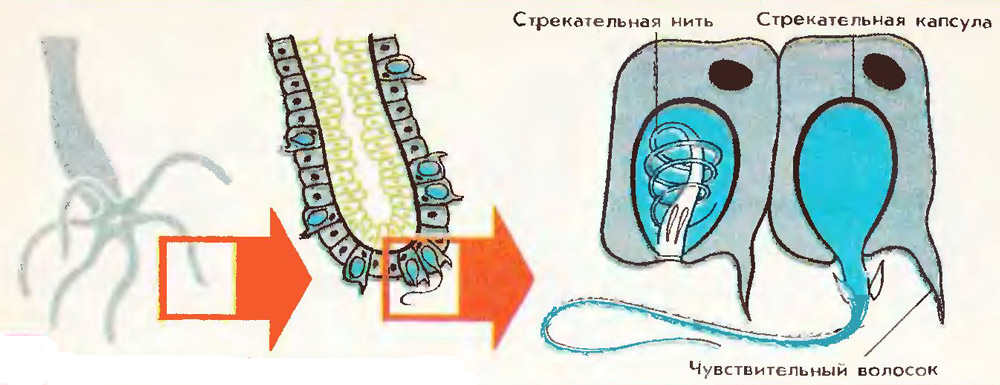 Стрекательная нить
Стрекательная капсула
Чувствительный волосок